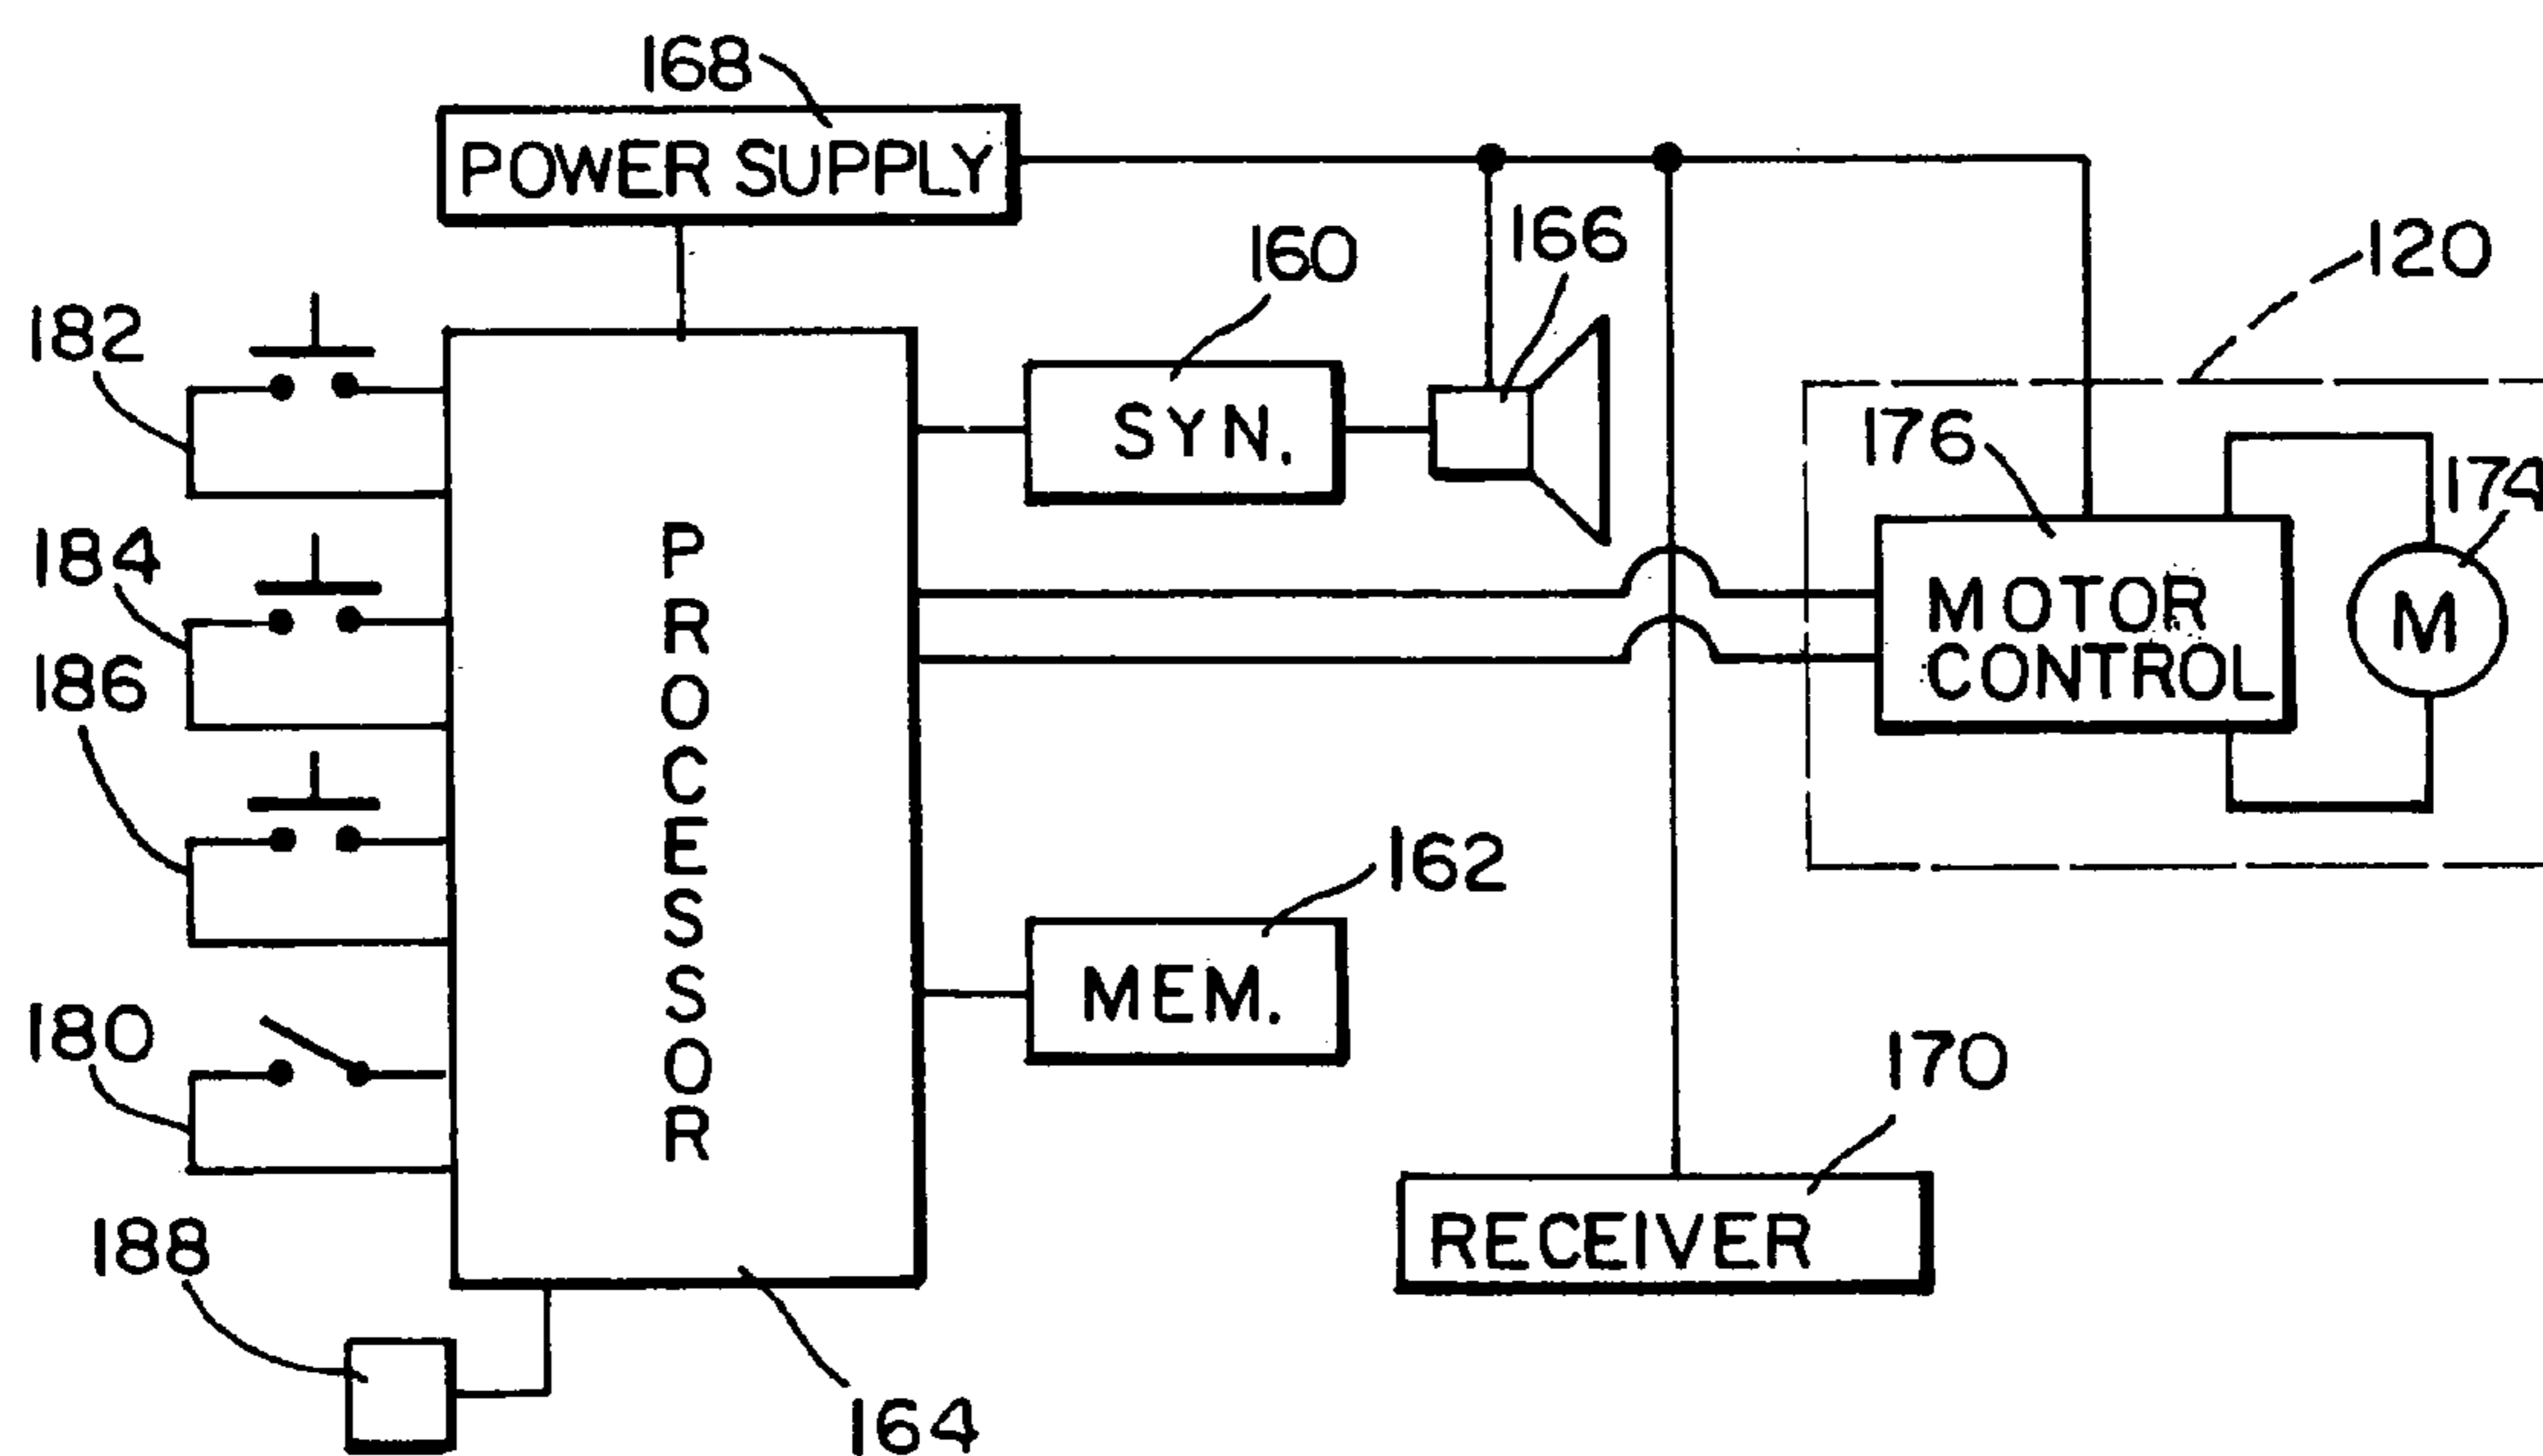 168
POWER SUPPLY
160
166
120
182
SYN.
176
174
184
MOTOR
CONTROL
M
186
PROCESSOR
162
MEM.
180
170
RECEIVER
188
164